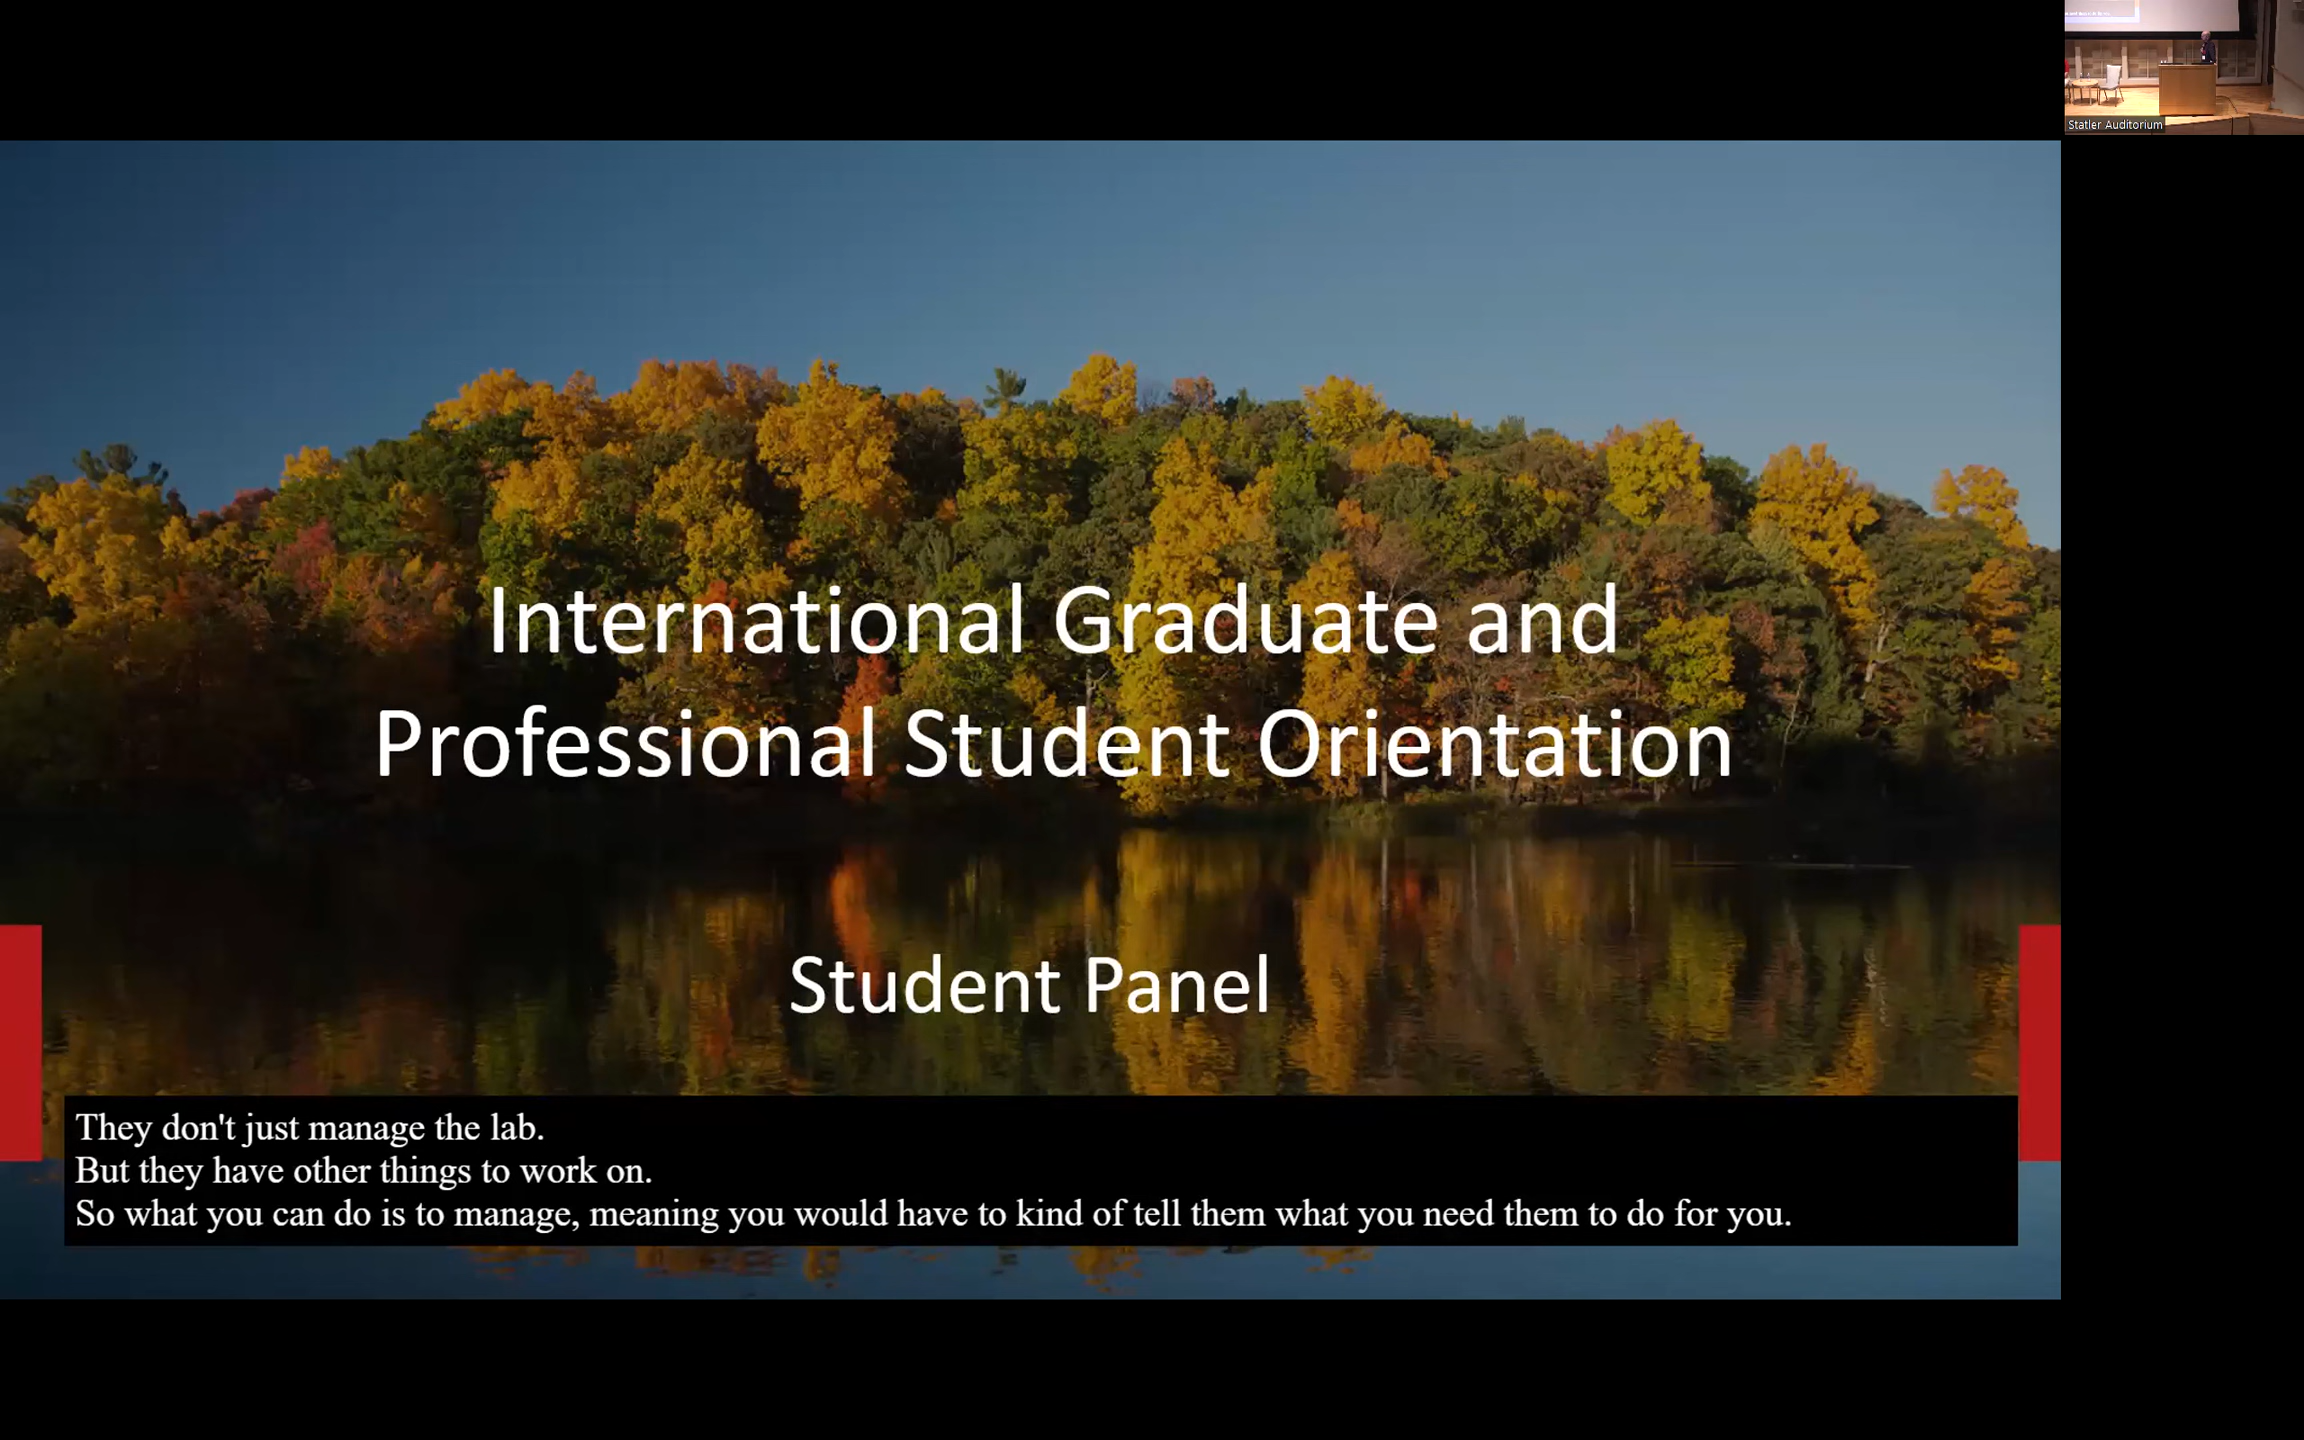 Statler Auditorium
International Graduate and
Professional Student Orientation
Student Panel
They don't just manage the lab.
But they have other things to work on.
So what you can do is to manage, meaning you would have to kind of tell them what you need them to do for you.